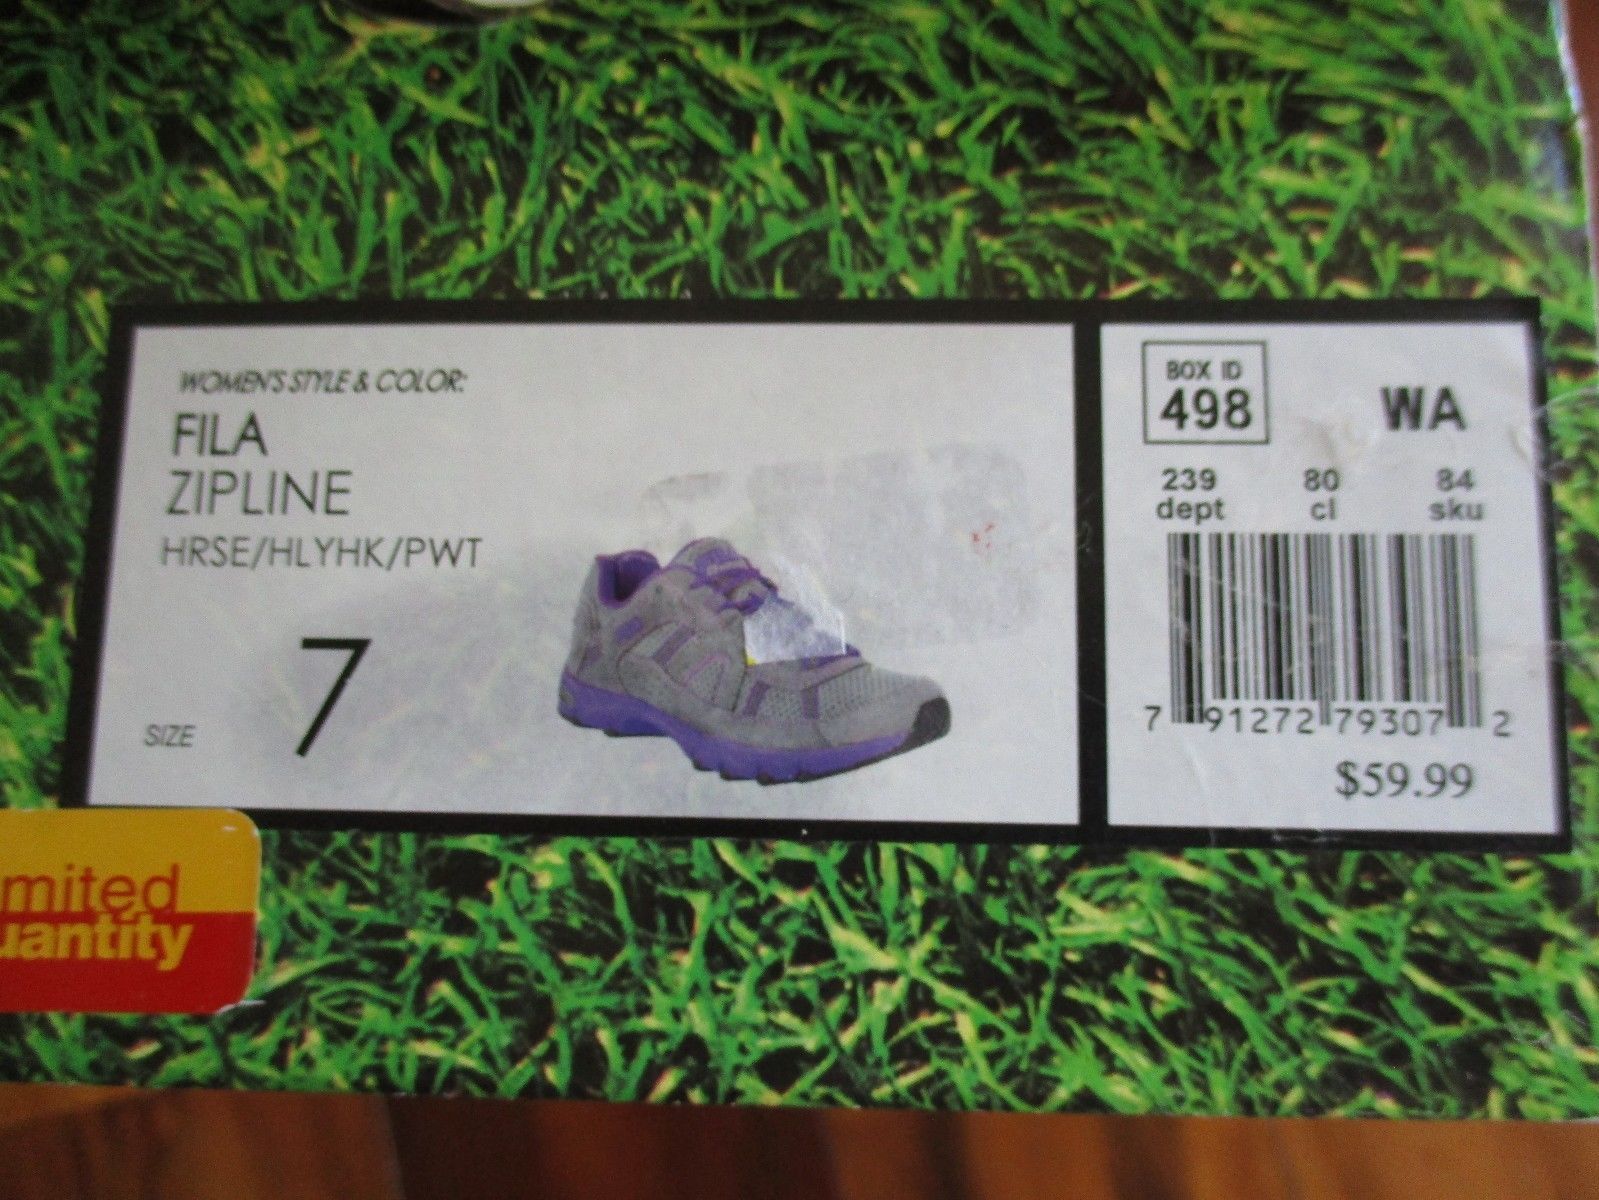 WOMEN'S STYLE & COLOR:
FILA
ZIPLINE
HRSE/HLYHK/PWT
SIZE 7
BOX ID
498
WA
239 80 84
dept cl sku
7 91272 79307 2
$59.99
mited
uantity